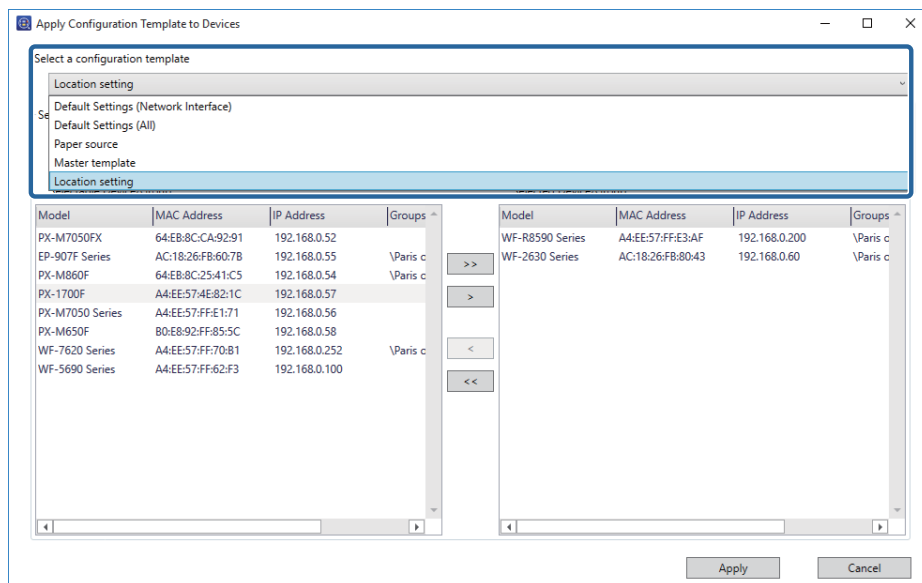 Apply Configuration Template to Devices
Select a configuration template
Location setting
Se
Default Settings (Network Interface)
Default Settings (All)
Paper source
Master template
Location setting
Model MAC Address IP Address Groups
PX-M7050FX 64:EB:8C:CA:92:91 192.168.0.52
EP-907F Series AC:18:26:FB:60:7B 192.168.0.55 \Paris c
PX-M860F 64:EB:8C:25:41:C5 192.168.0.54 \Paris c
PX-1700F A4:EE:57:4E:82:1C 192.168.0.57
PX-M7050 Series A4:EE:57:FF:E1:71 192.168.0.56
PX-M650F B0:E8:92:FF:85:5C 192.168.0.58
WF-7620 Series A4:EE:57:FF:70:B1 192.168.0.252 \Paris c
WF-5690 Series A4:EE:57:FF:62:F3 192.168.0.100
>>
>
<
<<
Model MAC Address IP Address Groups
WF-R8590 Series A4:EE:57:FF:E3:AF 192.168.0.200 \Paris c
WF-2630 Series AC:18:26:FB:80:43 192.168.0.60 \Paris c
Apply Cancel